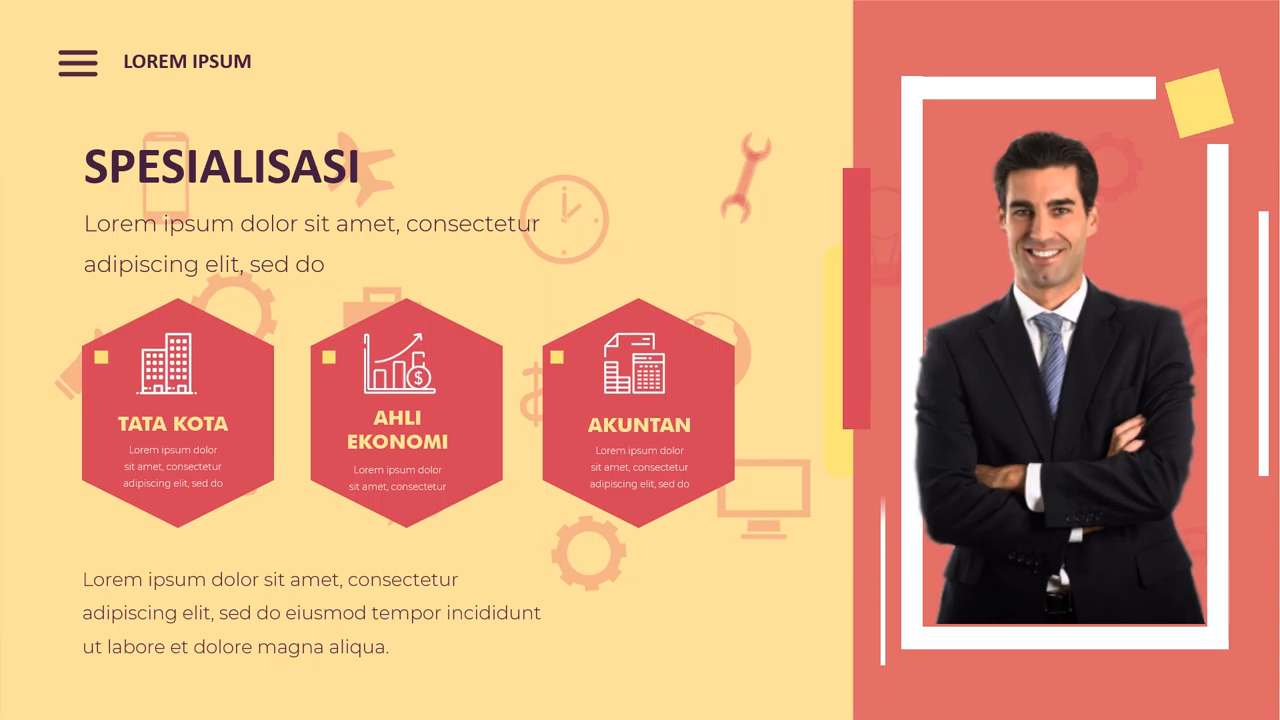 LOREM IPSUM
SPESIALISASI
Lorem ipsum dolor sit amet, consectetur
adipiscing elit, sed do
TATA KOTA
Lorem ipsum dolor
sit amet, consectetur
adipiscing elit, sed do
AHLI
EKONOMI
Lorem ipsum dolor
sit amet, consectetur
AKUNTAN
Lorem ipsum dolor
sit amet, consectetur
adipiscing elit, sed do
Lorem ipsum dolor sit amet, consectetur
adipiscing elit, sed do eiusmod tempor incididunt
ut labore et dolore magna aliqua.